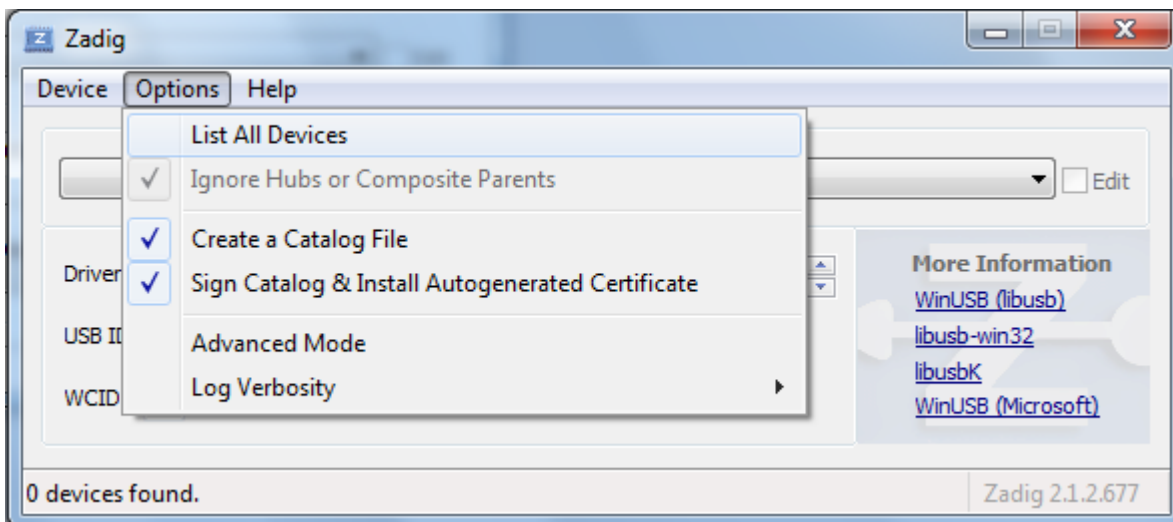 Zadig
Device Options Help
List All Devices
Ignore Hubs or Composite Parents
Edit
Create a Catalog File
Sign Catalog & Install Autogenerated Certificate
Advanced Mode
Log Verbosity
Driver
USB ID
WCID
More Information
WinUSB (libusb)
libusb-win32
libusbK
WinUSB (Microsoft)
0 devices found.
Zadig 2.1.2.677